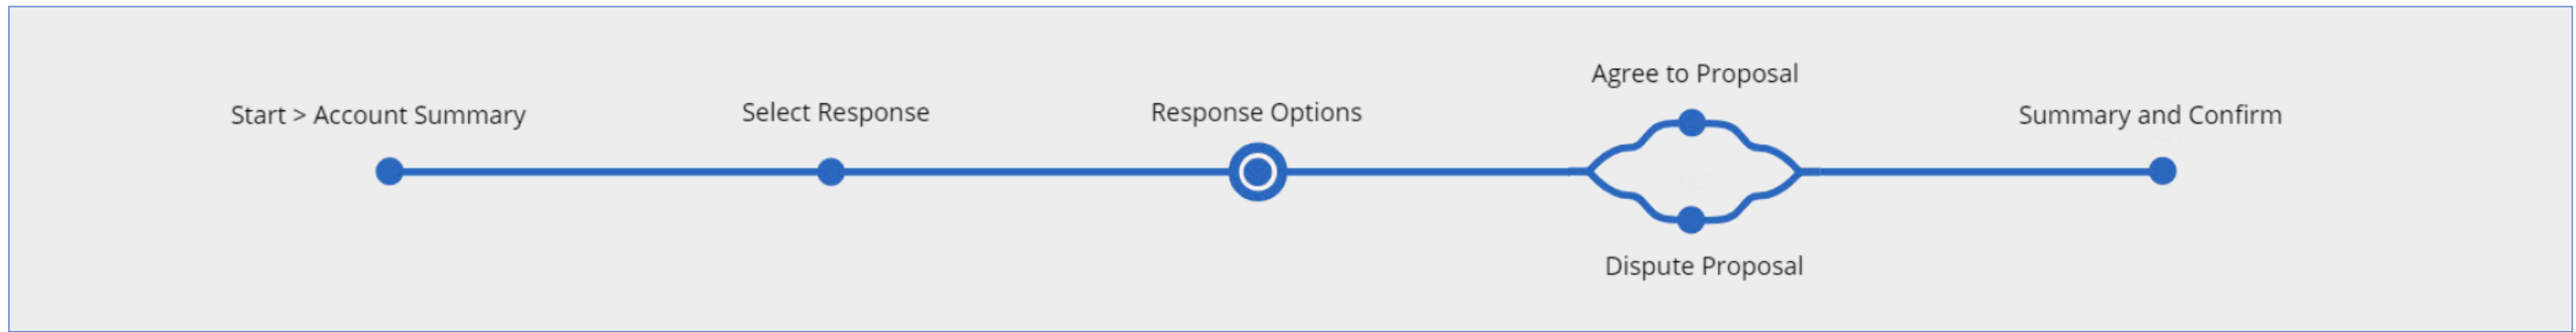 Start > Account Summary
Select Response
Response Options
Agree to Proposal
Dispute Proposal
Summary and Confirm